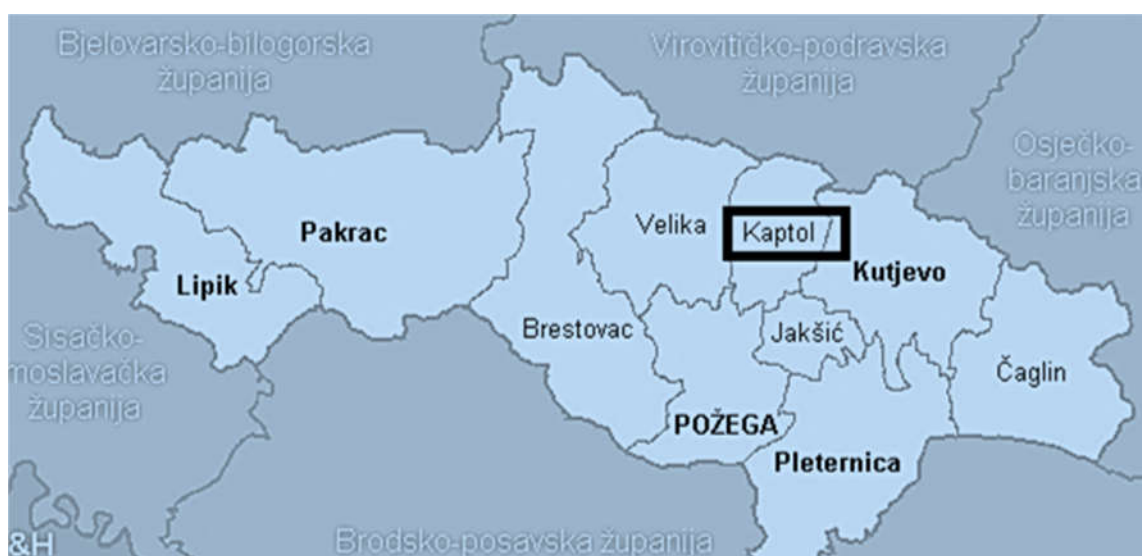 Bjelovarsko-bilogorska
županija
Virovitičko-podravska
županija
Osječko-
baranjska
županija
Velika
Kaptol
Pakrac
Lipik
Kutjevo
Brestovac
Jakšić
Čaglin
Sisačko-
moslavačka
županija
POŽEGA
Pleternica
Brodsko-posavska županija
&H